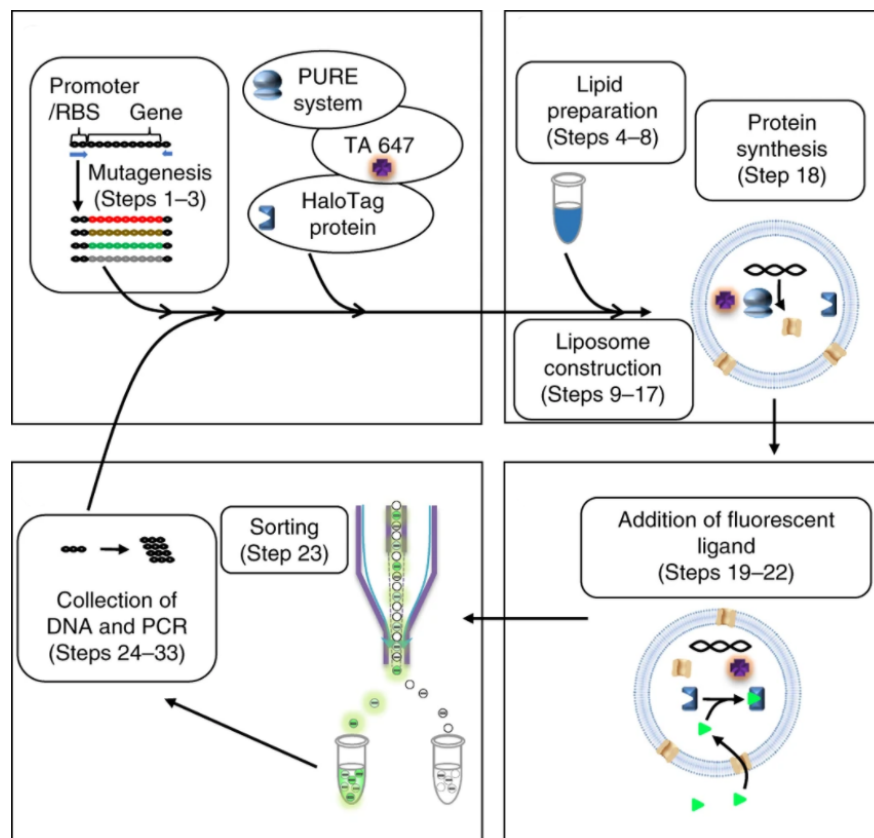 Promoter
/RBS Gene
Mutagenesis
(Steps 1–3)
PURE
system
TA 647
HaloTag
protein
Lipid
preparation
(Steps 4–8)
Protein
synthesis
(Step 18)
Liposome
construction
(Steps 9–17)
Addition of fluorescent
ligand
(Steps 19–22)
Sorting
(Step 23)
Collection of
DNA and PCR
(Steps 24–33)